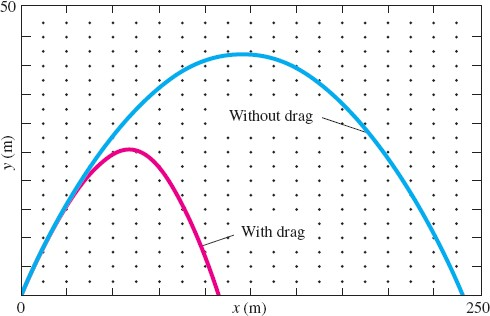 50
y (m)
Without drag
With drag
0
x (m)
250